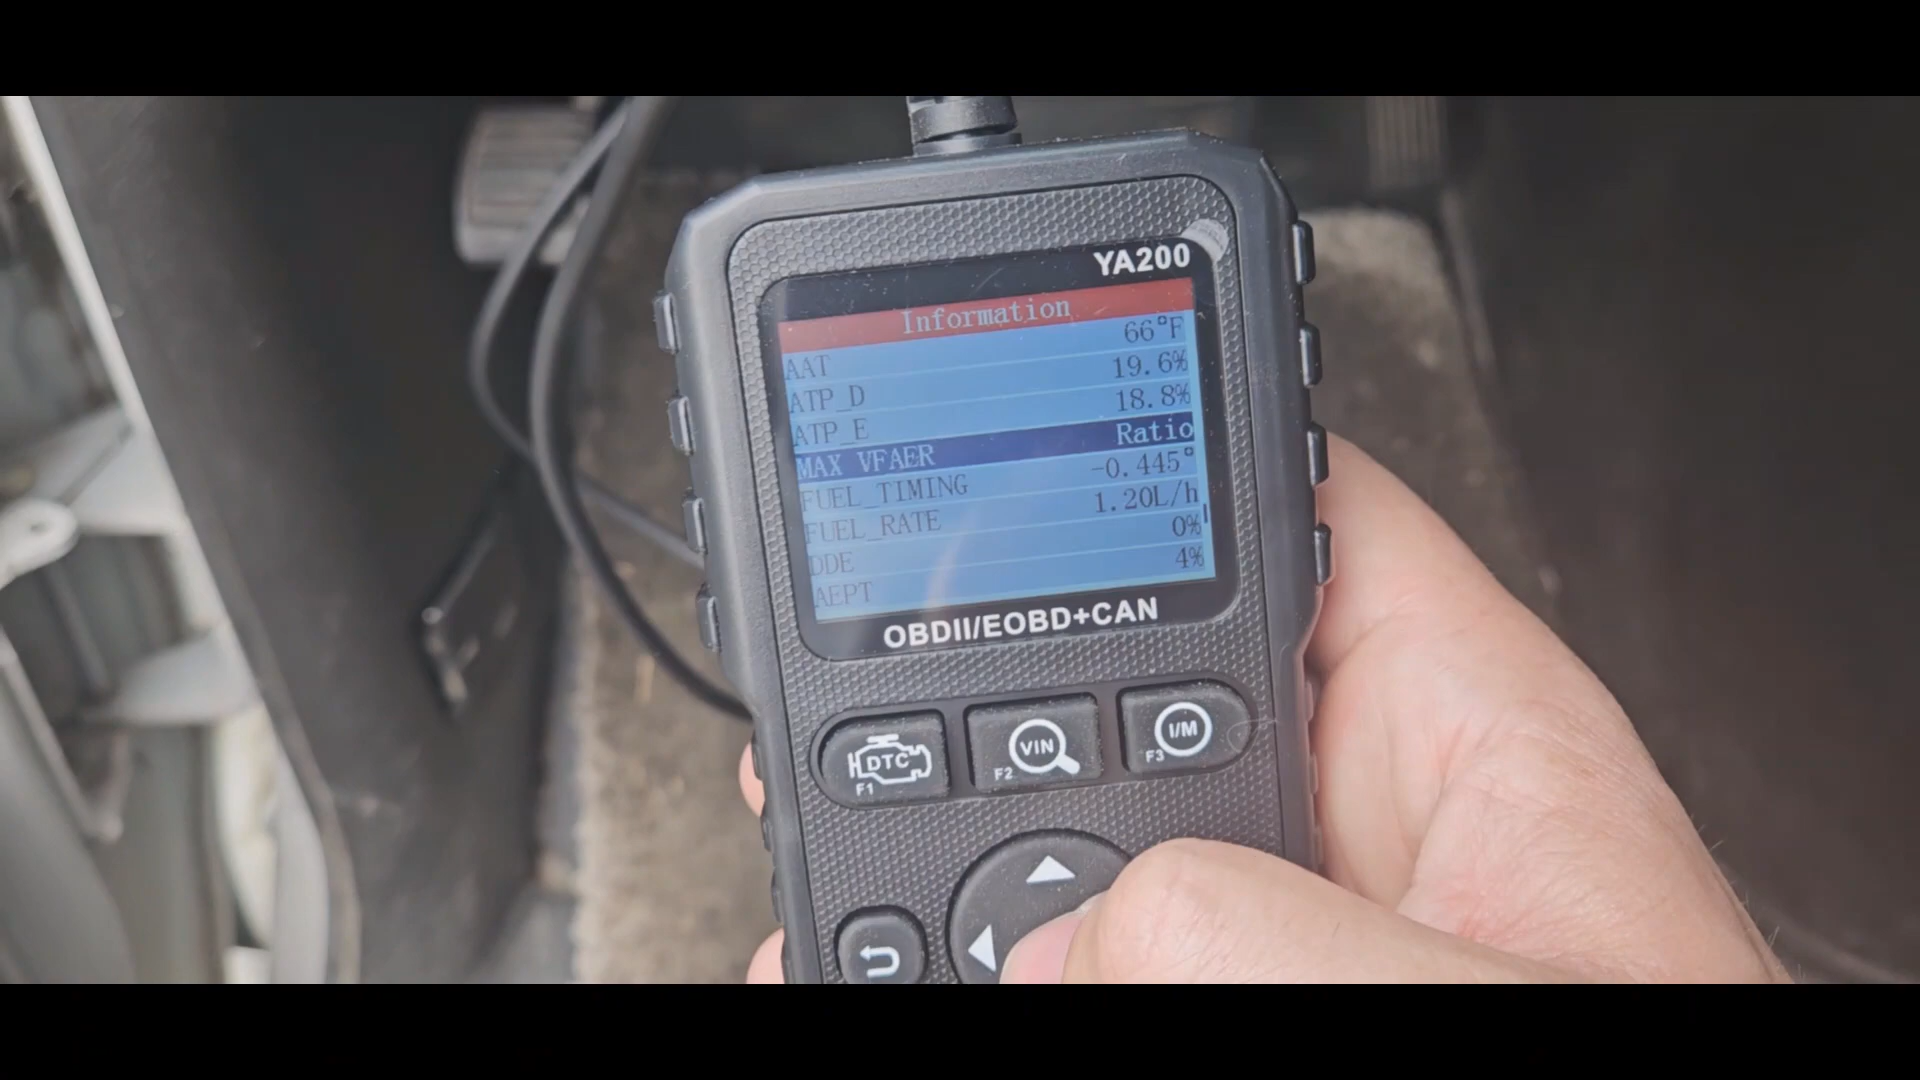 YA200
Information
AAT 66°F
ATP_D 19.6%
ATP_E 18.8%
MAX VFAER Ratio
FUEL_TIMING -0.445°
FUEL_RATE 1.20L/h
DDE 0%
AEPT 4%
OBDII/EOBD+CAN
DTC F1
VIN F2
I/M F3